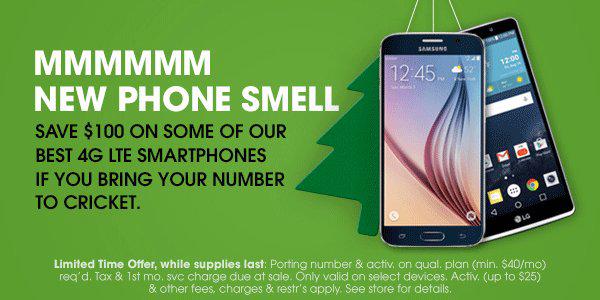 MMMMMM
NEW PHONE SMELL
SAVE $100 ON SOME OF OUR
BEST 4G LTE SMARTPHONES
IF YOU BRING YOUR NUMBER
TO CRICKET.
SAMSUNG
12:45
LG
Limited Time Offer, while supplies last: Porting number & activ. on qual. plan (min. $40/mo)
req'd. Tax & 1st mo. svc charge due at sale. Only valid on select devices. Activ. (up to $25)
& other fees, charges & restr's apply. See store for details.